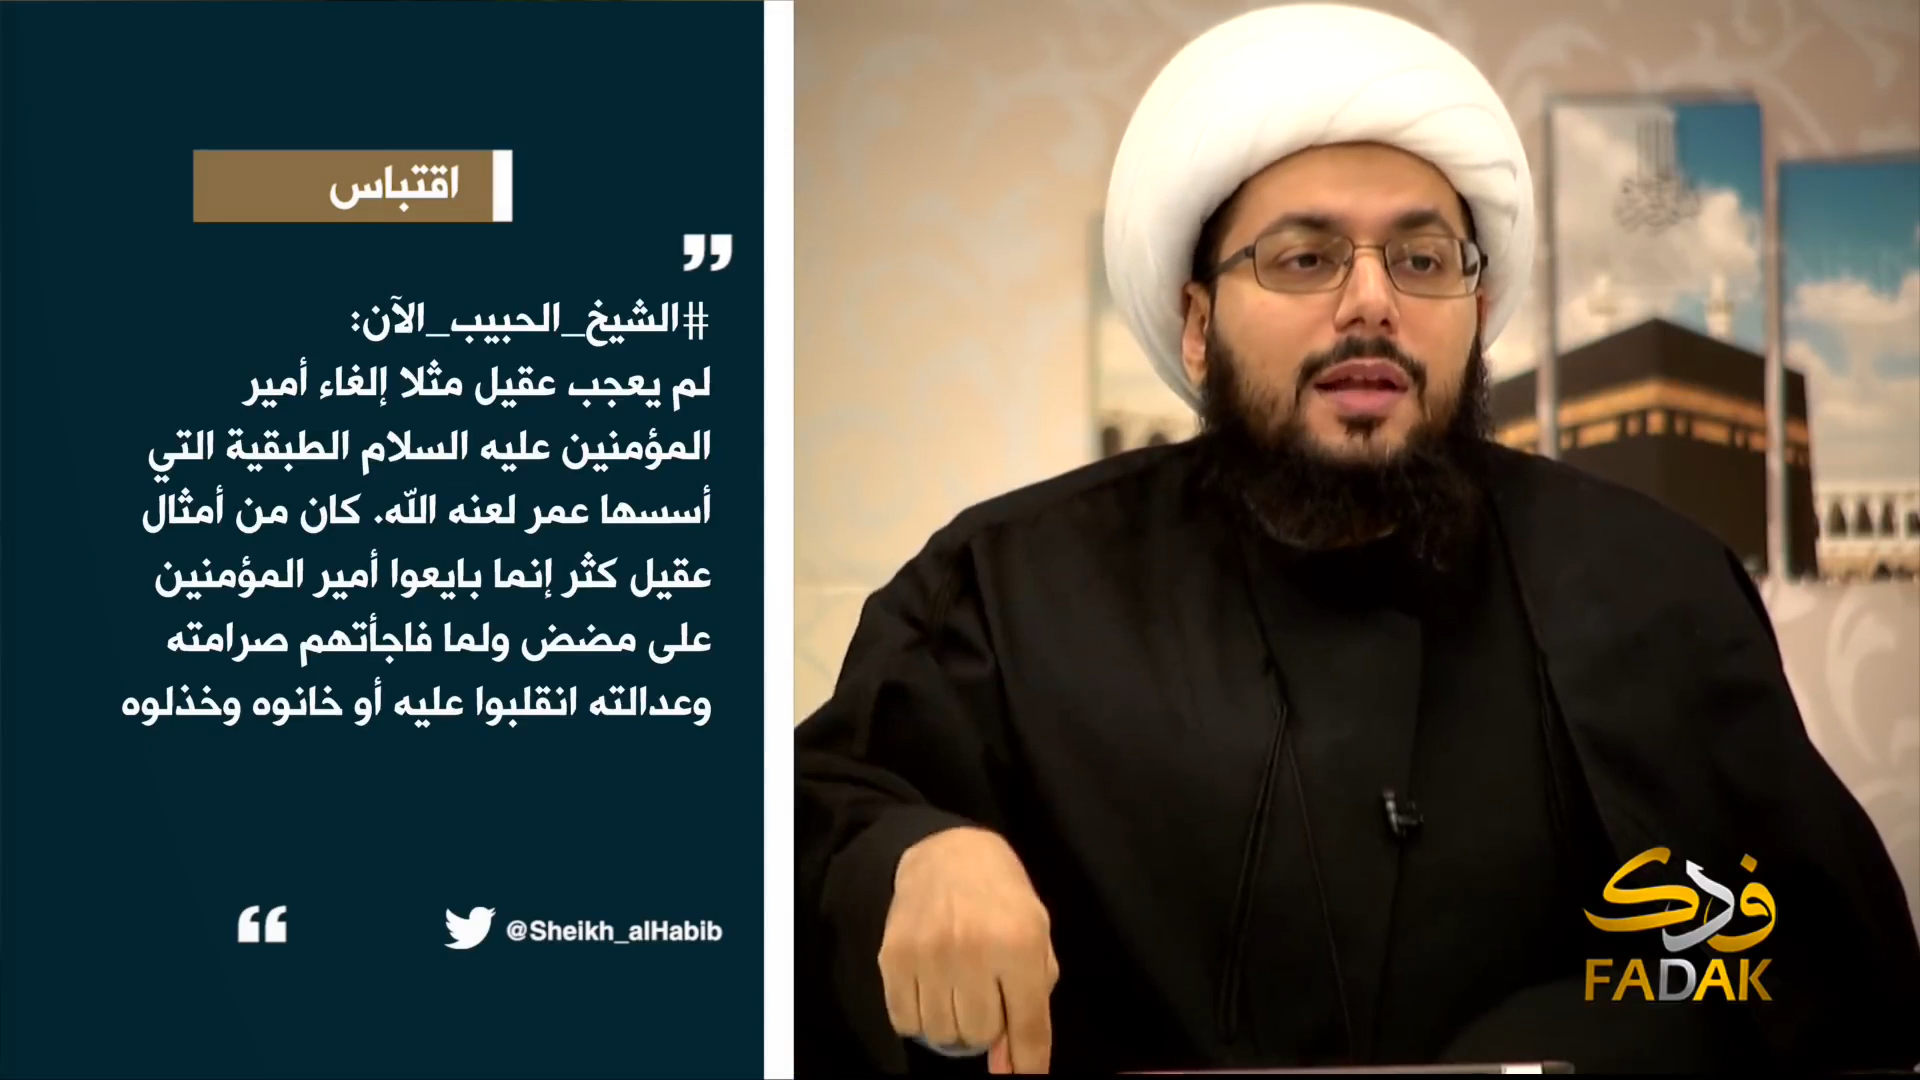 اقتباس
#الشيخ_الحبيب_الآن:
لم يعجب عقيل مثلا إلغاء أمير
المؤمنين عليه السلام الطبقية التي
أسسها عمر لعنه الله. كان من أمثال
عقيل كثر إنما بايعوا أمير المؤمنين
على مضض ولما فاجأتهم صرامته
وعدالته انقلبوا عليه أو خانوه وخذلوه
@Sheikh_alHabib
فدك
FADAK